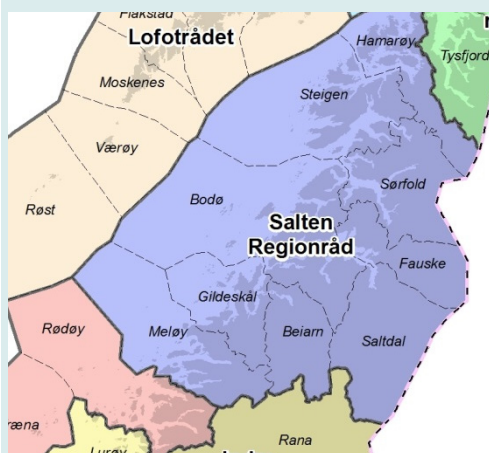 Flakstad
Lofotrådet
Hamarøy
Tysfjord
Moskenes
Steigen
Værøy
Sørfold
Røst
Bodø
Salten
Regionråd
Fauske
Gildeskål
Rødøy
Meløy
Beiarn
Saltdal
Rana
Lurøy